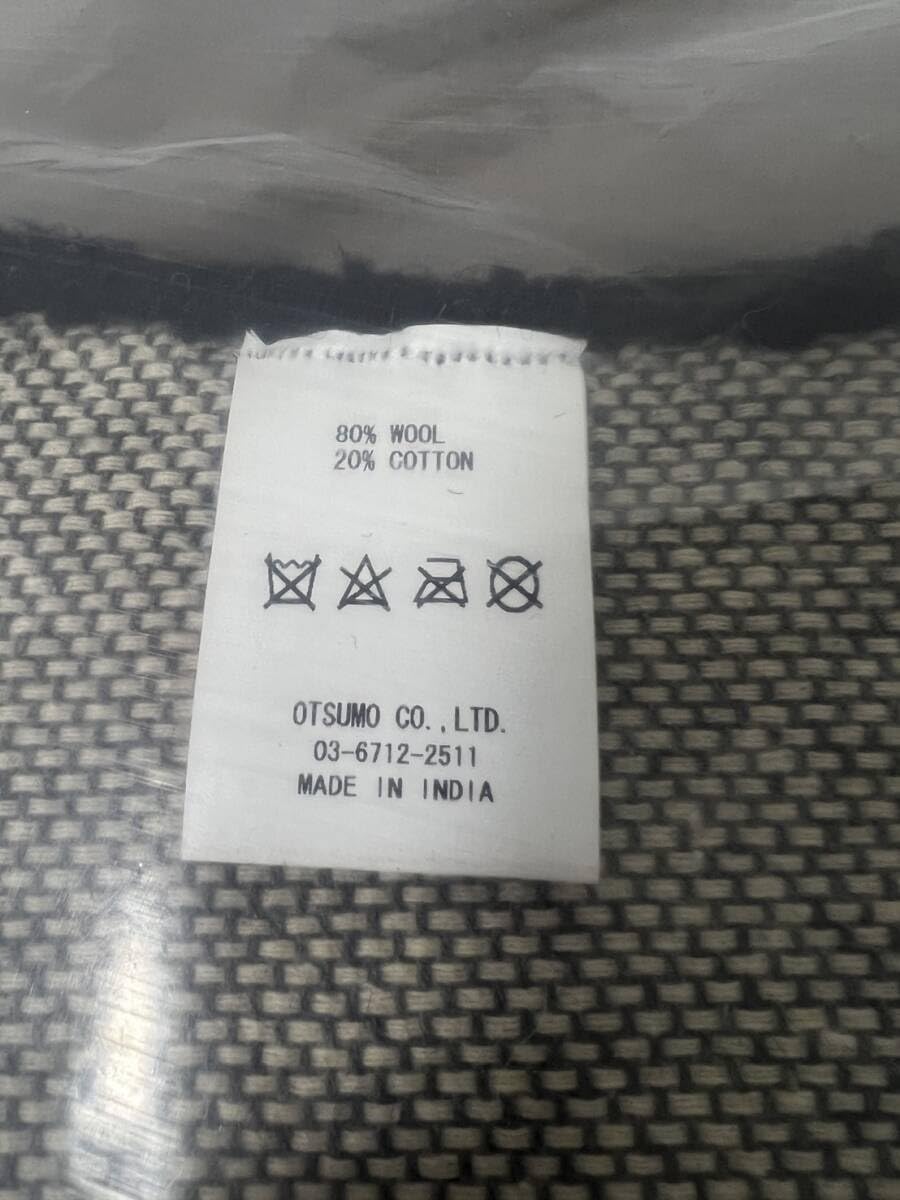 80% WOOL
20% COTTON
OTSUMO CO.,LTD.
03-6712-2511
MADE IN INDIA